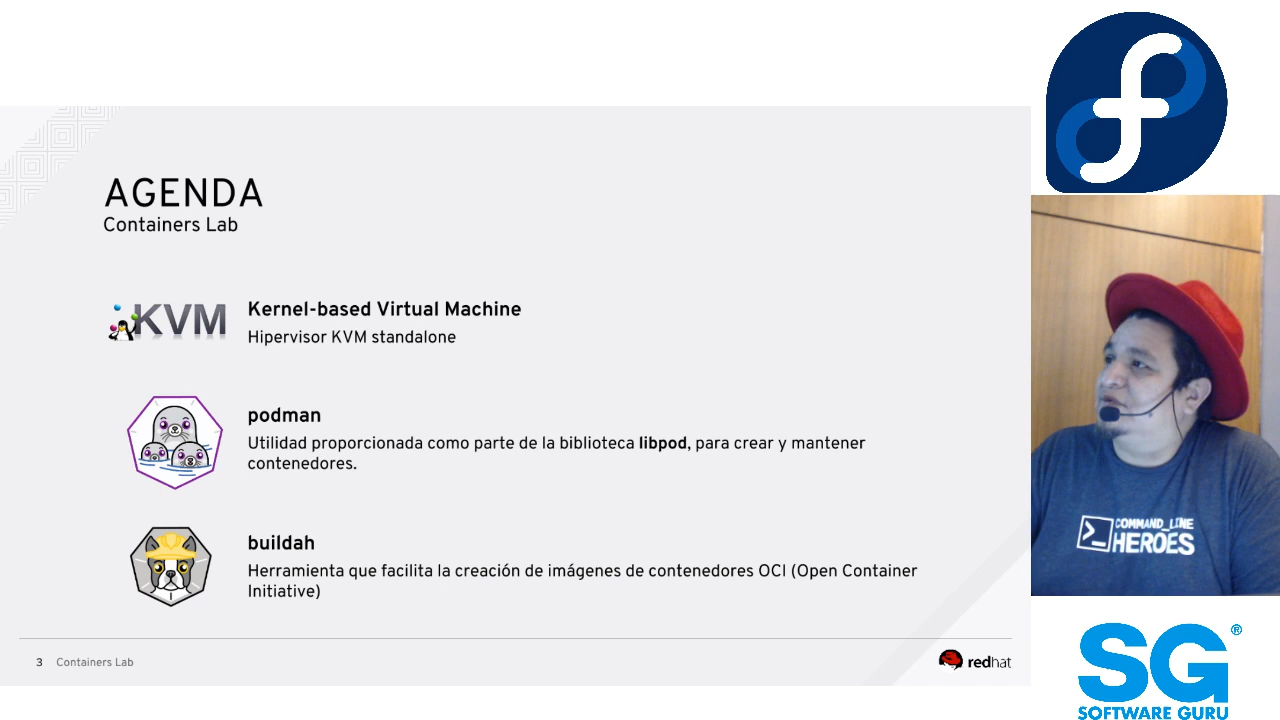 AGENDA
Containers Lab
KVM
Kernel-based Virtual Machine
Hipervisor KVM standalone
podman
Utilidad proporcionada como parte de la biblioteca libpod, para crear y mantener
contenedores.
buildah
Herramienta que facilita la creación de imágenes de contenedores OCI (Open Container
Initiative)
3 Containers Lab
redhat
>_ COMMAND_LINE
HEROES
SG®
SOFTWARE GURU